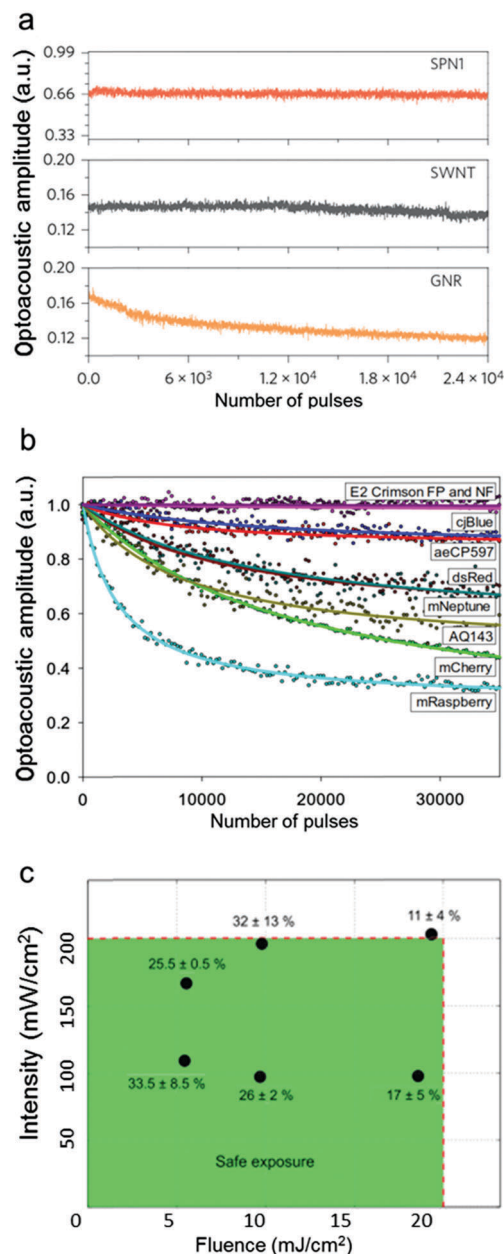 a
Optoacoustic amplitude (a.u.)
0.99
0.66
0.33
SPN1
0.20
0.16
0.12
SWNT
0.20
0.16
0.12
GNR
0.0
6 × 10³
1.2 × 10⁴
1.8 × 10⁴
2.4 × 10⁴
Number of pulses
b
Optoacoustic amplitude (a.u.)
1.0
0.8
0.6
0.4
0.2
0.0
E2 Crimson FP and NF
cjBlue
aeCP597
dsRed
mNeptune
AQ143
mCherry
mRaspberry
0
10000
20000
30000
Number of pulses
c
Intensity (mW/cm²)
200
150
100
50
32 ± 13 %
11 ± 4 %
25.5 ± 0.5 %
33.5 ± 8.5 %
26 ± 2 %
17 ± 5 %
Safe exposure
0
5
10
15
20
Fluence (mJ/cm²)